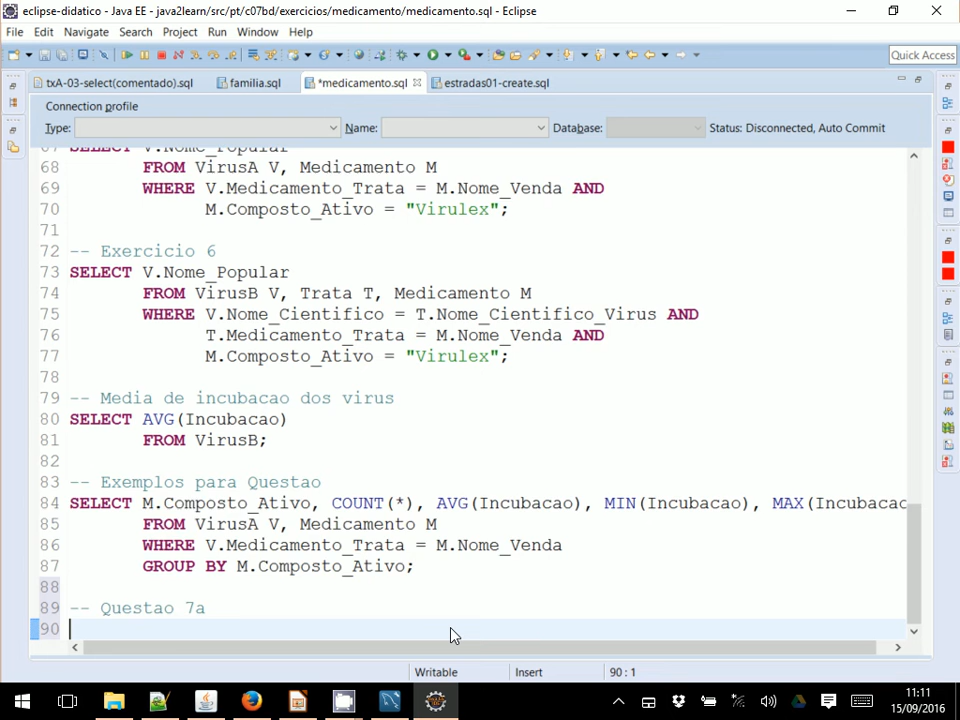 eclipse-didatico - Java EE - java2learn/src/pt/c07bd/exercicios/medicamento/medicamento.sql - Eclipse
File Edit Navigate Search Project Run Window Help
Quick Access
txA-03-select(comentado).sql familia.sql *medicamento.sql estradas01-create.sql
Connection profile
Type: Name: Database: Status: Disconnected, Auto Commit
67 SELECT V.Nome_Popular
68 FROM VirusA V, Medicamento M
69 WHERE V.Medicamento_Trata = M.Nome_Venda AND
70 M.Composto_Ativo = "Virulex";
71
72 -- Exercicio 6
73 SELECT V.Nome_Popular
74 FROM VirusB V, Trata T, Medicamento M
75 WHERE V.Nome_Cientifico = T.Nome_Cientifico_Virus AND
76 T.Medicamento_Trata = M.Nome_Venda AND
77 M.Composto_Ativo = "Virulex";
78
79 -- Media de incubacao dos virus
80 SELECT AVG(Incubacao)
81 FROM VirusB;
82
83 -- Exemplos para Questao
84 SELECT M.Composto_Ativo, COUNT(*), AVG(Incubacao), MIN(Incubacao), MAX(Incubacao
85 FROM VirusA V, Medicamento M
86 WHERE V.Medicamento_Trata = M.Nome_Venda
87 GROUP BY M.Composto_Ativo;
88
89 -- Questao 7a
90
Writable Insert 90 : 1
11:11
15/09/2016